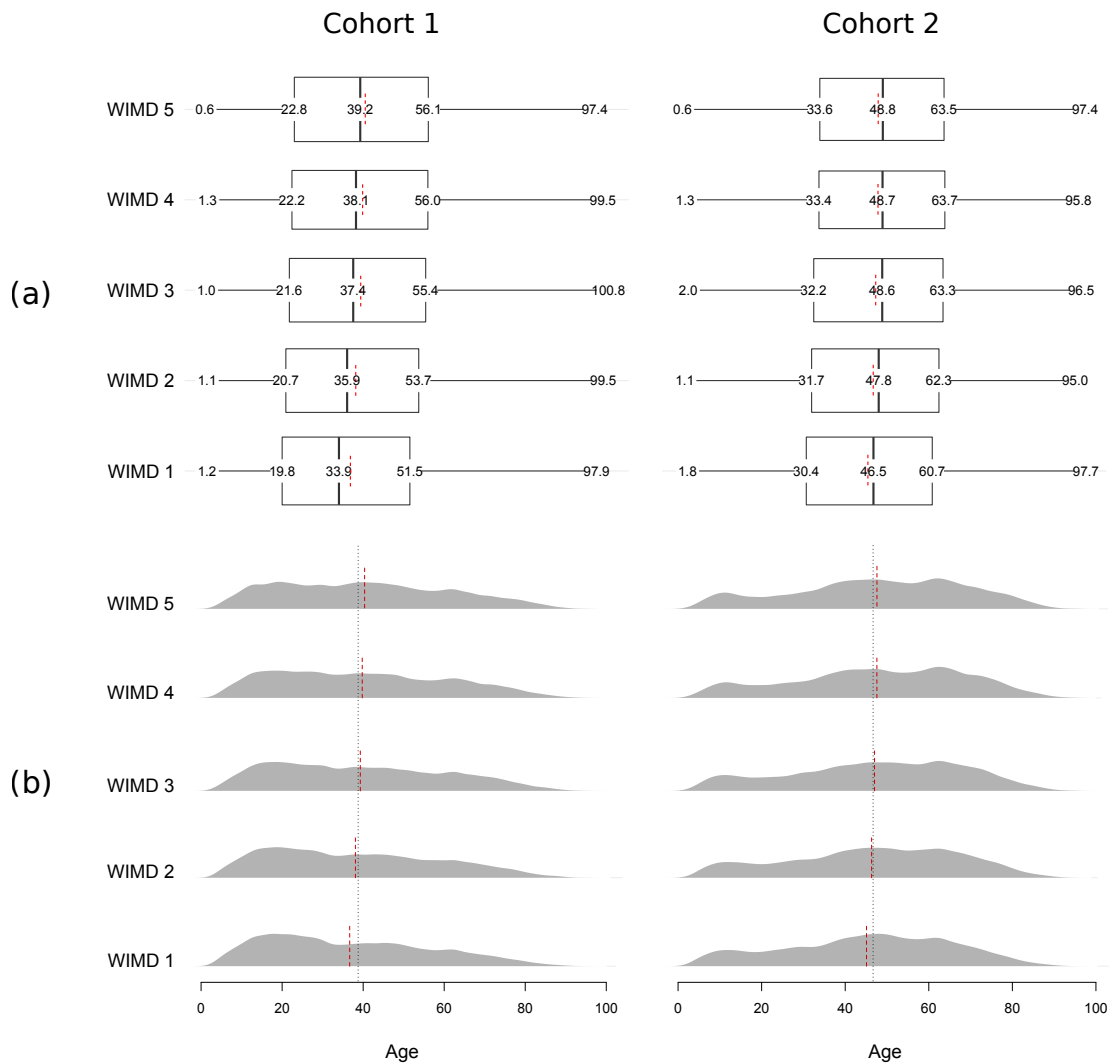 Cohort 1 Cohort 2
WIMD 5 0.6 22.8 39.2 56.1 97.4 0.6 33.6 48.8 63.5 97.4
WIMD 4 1.3 22.2 38.1 56.0 99.5 1.3 33.4 48.7 63.7 95.8
(a)
WIMD 3 1.0 21.6 37.4 55.4 100.8 2.0 32.2 48.6 63.3 96.5
WIMD 2 1.1 20.7 35.9 53.7 99.5 1.1 31.7 47.8 62.3 95.0
WIMD 1 1.2 19.8 33.9 51.5 97.9 1.8 30.4 46.5 60.7 97.7
WIMD 5
WIMD 4
(b)
WIMD 3
WIMD 2
WIMD 1
0 20 40 60 80 100 0 20 40 60 80 100
Age Age